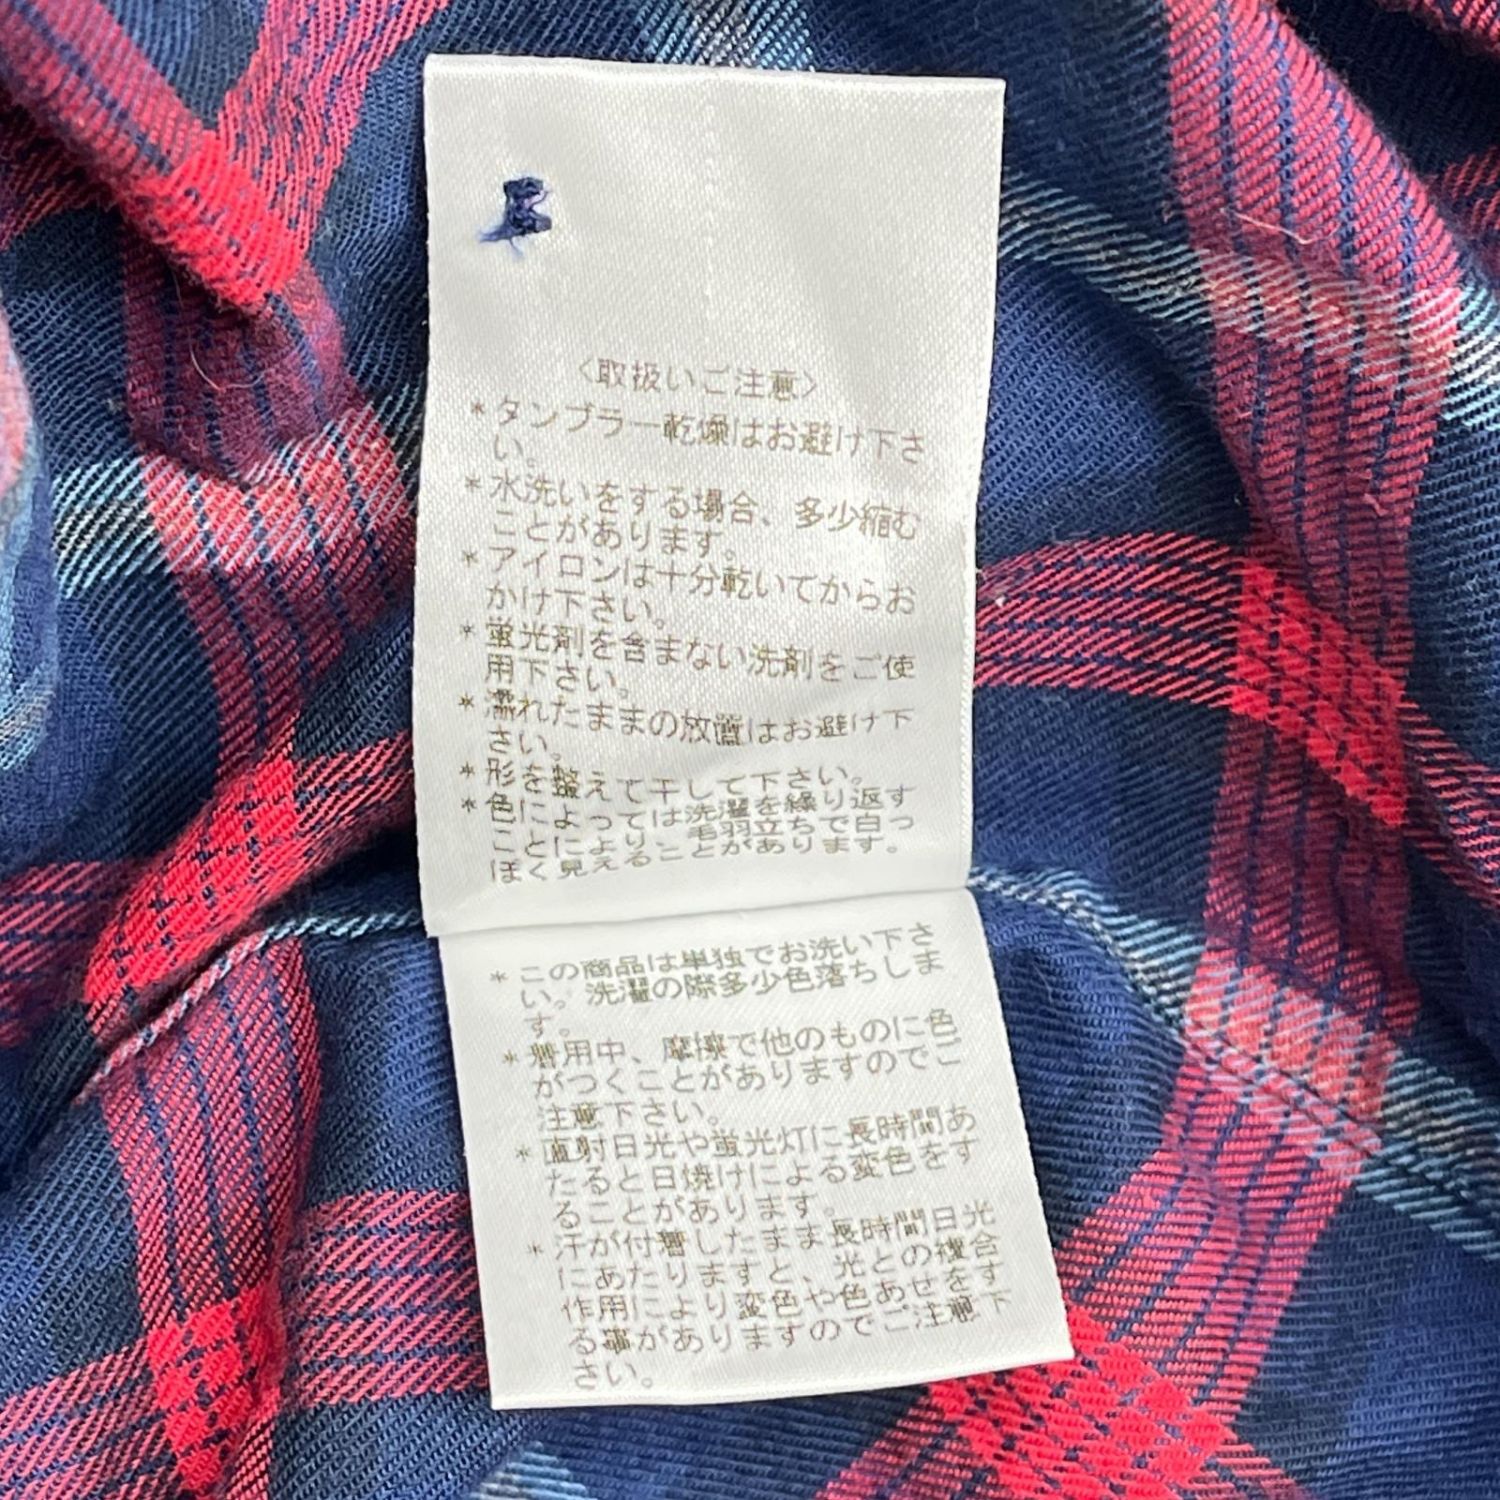 〈取扱いご注意〉
*タンブラー乾燥はお避け下さ
い。
*水洗いをする場合、多少縮む
ことがあります。
*アイロンは十分乾いてからお
かけ下さい。
*蛍光剤を含まない洗剤をご使
用下さい。
*濡れたままの放置はお避け下
さい。
*形を整えて干して下さい。
*色によっては洗濯を繰り返す
ことにより、毛羽立ちで白っ
ぽく見えることがあります。
*この商品は単独でお洗い下さ
い。洗濯の際多少色落ちしま
す。
*着用中、摩擦で他のものに色
がつくことがありますのでご
注意下さい。
*直射日光や蛍光灯に長時間あ
たると日焼けによる変色をす
ることがあります。
*汗が付着したまま長時間日光
にあたりますと、光との複合
作用により変色や色あせをす
る事がありますのでご注意下
さい。